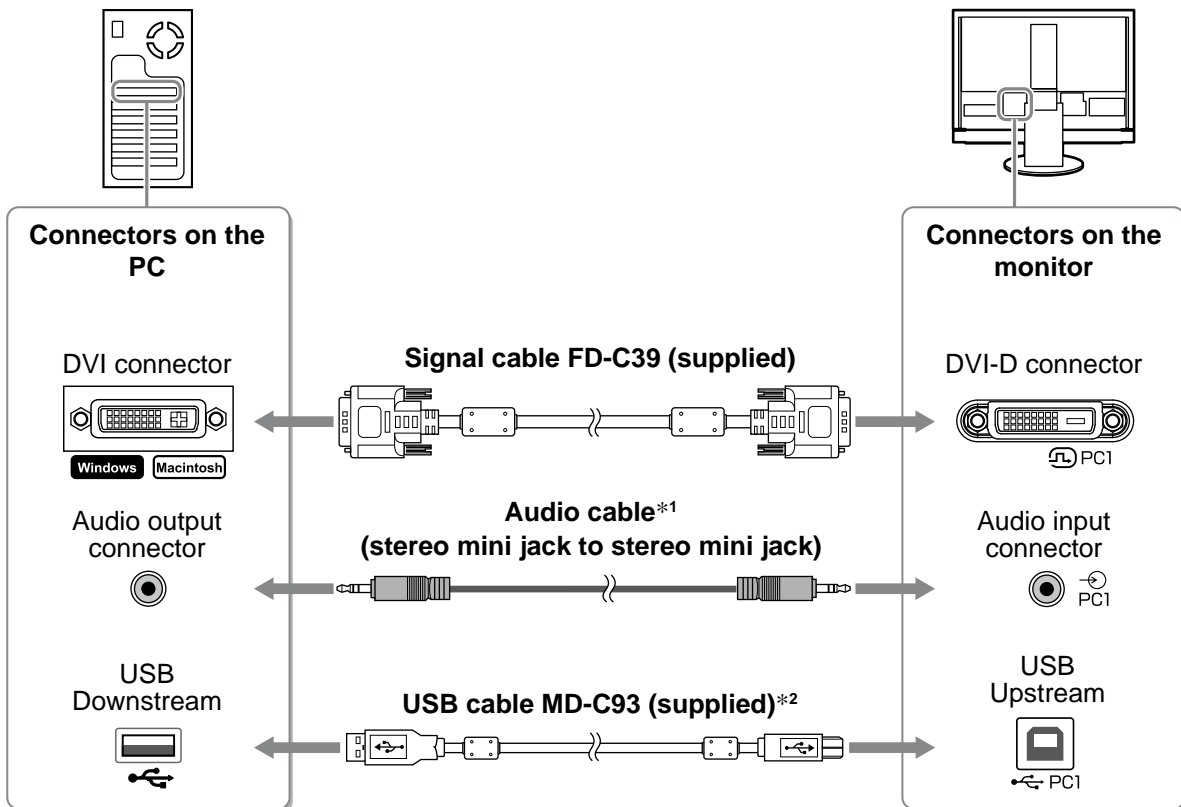 Connectors on the
PC
Connectors on the
monitor
DVI connector
Signal cable FD-C39 (supplied)
DVI-D connector
Windows
Macintosh
PC1
Audio output
connector
Audio cable*1
(stereo mini jack to stereo mini jack)
Audio input
connector
PC1
USB
Downstream
USB cable MD-C93 (supplied)*2
USB
Upstream
PC1